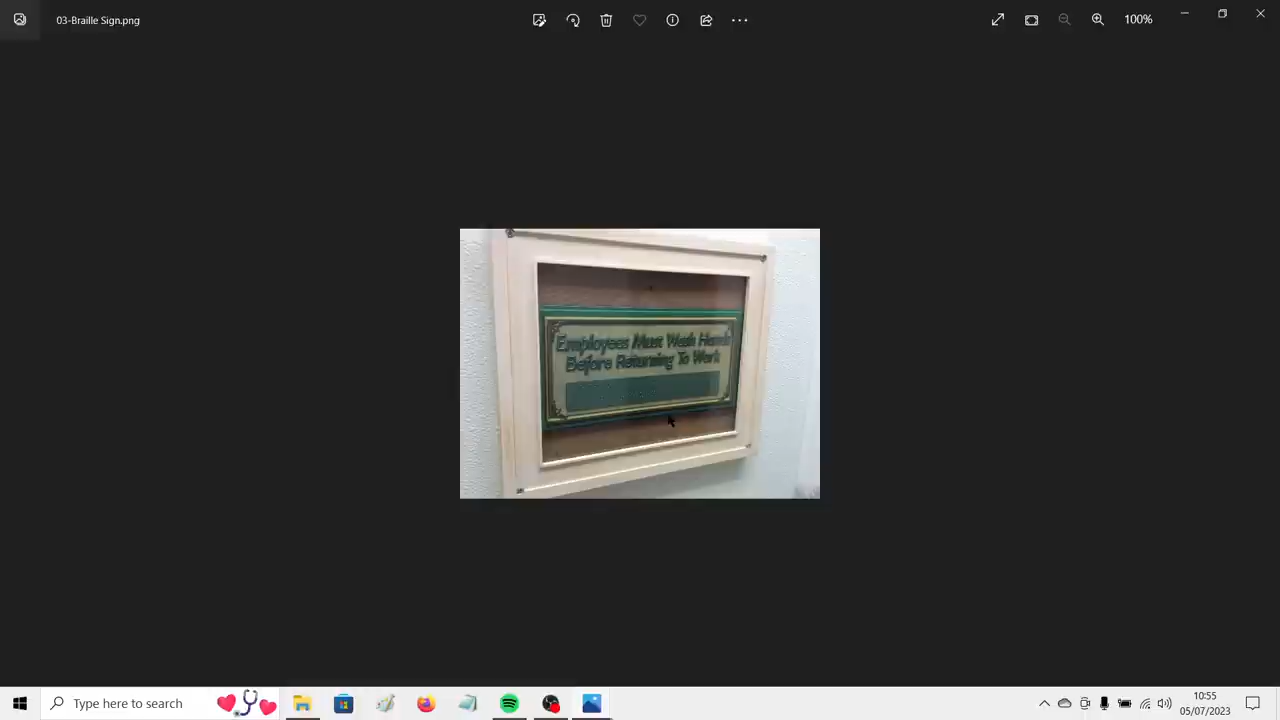 03-Braille Sign.png
100%
Employees Must Wash Hands
Before Returning To Work
Type here to search
10:55
05/07/2023